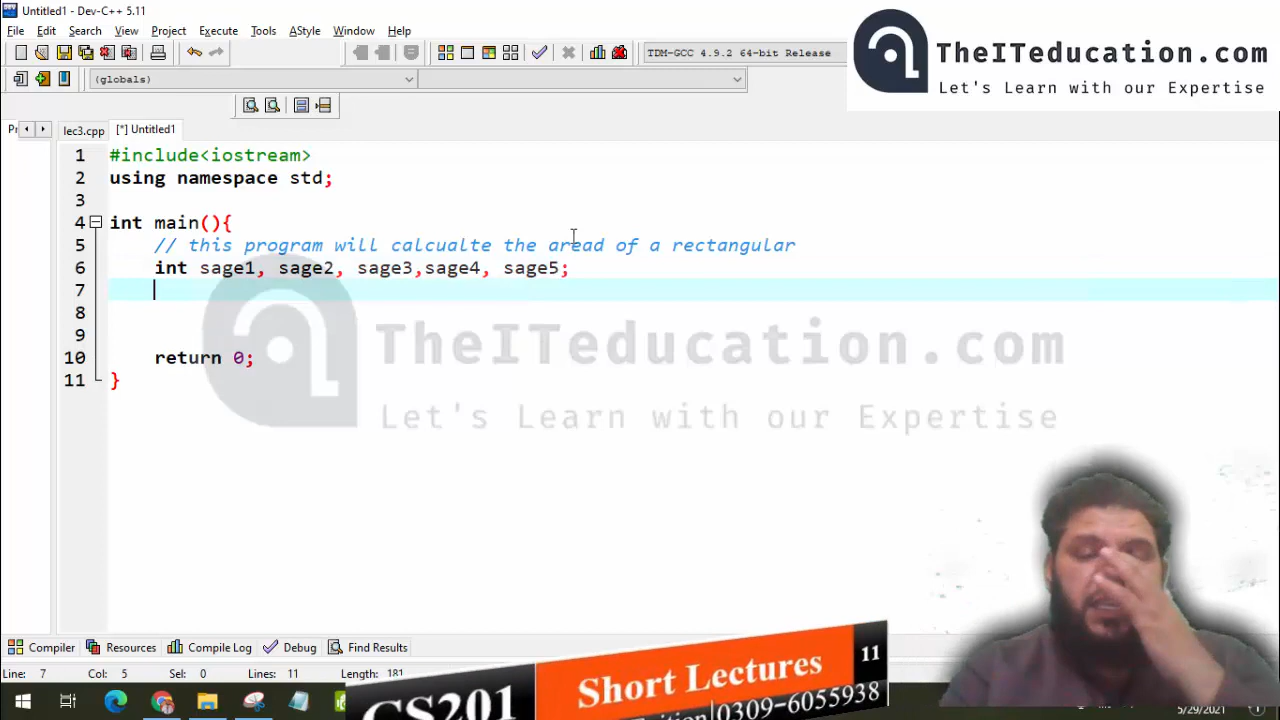 Untitled1 - Dev-C++ 5.11
File Edit Search View Project Execute Tools AStyle Window Help
TDM-GCC 4.9.2 64-bit Release
(globals)
TheITeducation.com
Let's Learn with our Expertise
lec3.cpp [*] Untitled1
1 #include<iostream>
2 using namespace std;
3
4 int main(){
5 // this program will calcualte the aread of a rectangular
6 int sage1, sage2, sage3,sage4, sage5;
7
8
9
10 return 0;
11 }
TheITeducation.com
Let's Learn with our Expertise
Compiler Resources Compile Log Debug Find Results
Line: 7 Col: 5 Sel: 0 Lines: 11 Length: 181
CS201
Short Lectures 11
0309-6055938
5/29/2021